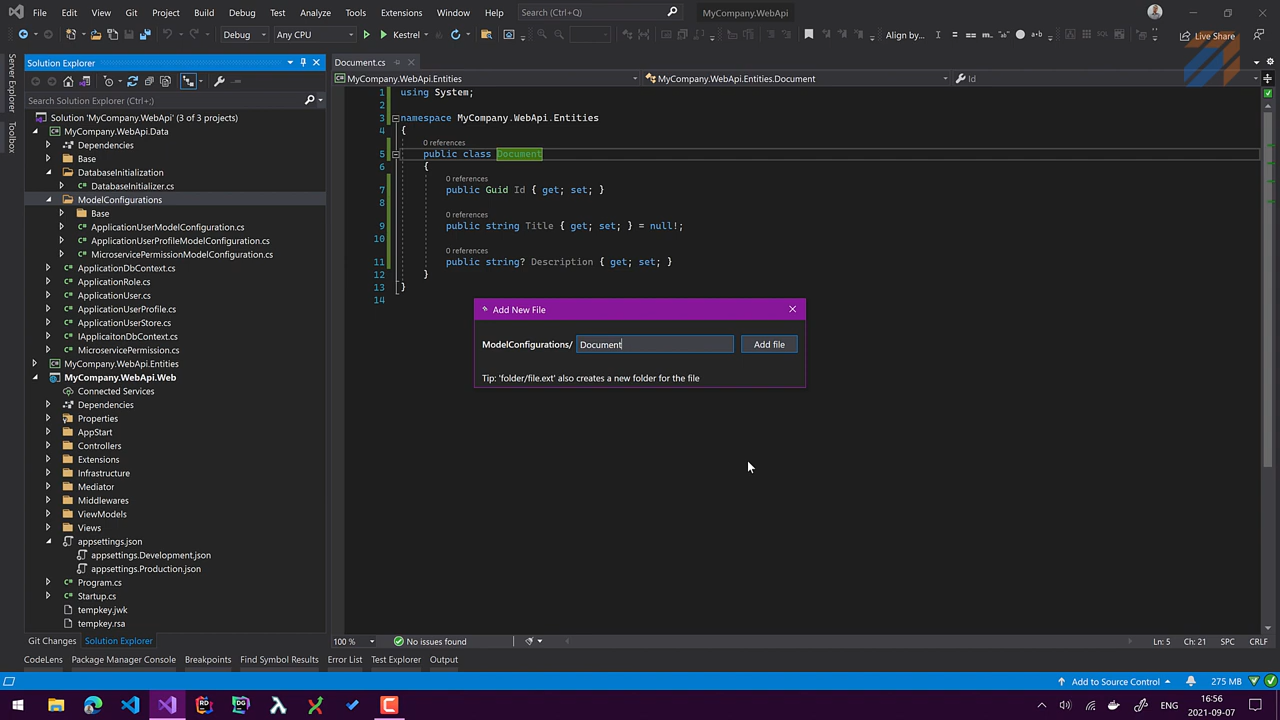 File Edit View Git Project Build Debug Test Analyze Tools Extensions Window Help Search (Ctrl+Q) MyCompany.WebApi
Debug Any CPU Kestrel Align by... Live Share
Server Explorer
Toolbox
Solution Explorer
Search Solution Explorer (Ctrl+;)
Solution 'MyCompany.WebApi' (3 of 3 projects)
MyCompany.WebApi.Data
Dependencies
Base
DatabaseInitialization
DatabaseInitializer.cs
ModelConfigurations
Base
ApplicationUserModelConfiguration.cs
ApplicationUserProfileModelConfiguration.cs
MicroservicePermissionModelConfiguration.cs
ApplicationDbContext.cs
ApplicationRole.cs
ApplicationUser.cs
ApplicationUserProfile.cs
ApplicationUserStore.cs
IApplicaitonDbContext.cs
MicroservicePermission.cs
MyCompany.WebApi.Entities
MyCompany.WebApi.Web
Connected Services
Dependencies
Properties
AppStart
Controllers
Extensions
Infrastructure
Mediator
Middlewares
ViewModels
Views
appsettings.json
appsettings.Development.json
appsettings.Production.json
Program.cs
Startup.cs
tempkey.jwk
tempkey.rsa
Git Changes Solution Explorer
Document.cs
MyCompany.WebApi.Entities MyCompany.WebApi.Entities.Document Id
1 using System;
2
3 namespace MyCompany.WebApi.Entities
4 {
0 references
5 public class Document
6 {
0 references
7 public Guid Id { get; set; }
8
0 references
9 public string Title { get; set; } = null!;
10
0 references
11 public string? Description { get; set; }
12 }
13 }
14
Add New File
ModelConfigurations/ Document Add file
Tip: 'folder/file.ext' also creates a new folder for the file
100 % No issues found Ln: 5 Ch: 21 SPC CRLF
CodeLens Package Manager Console Breakpoints Find Symbol Results Error List Test Explorer Output
Add to Source Control 275 MB
ENG 16:56
2021-09-07